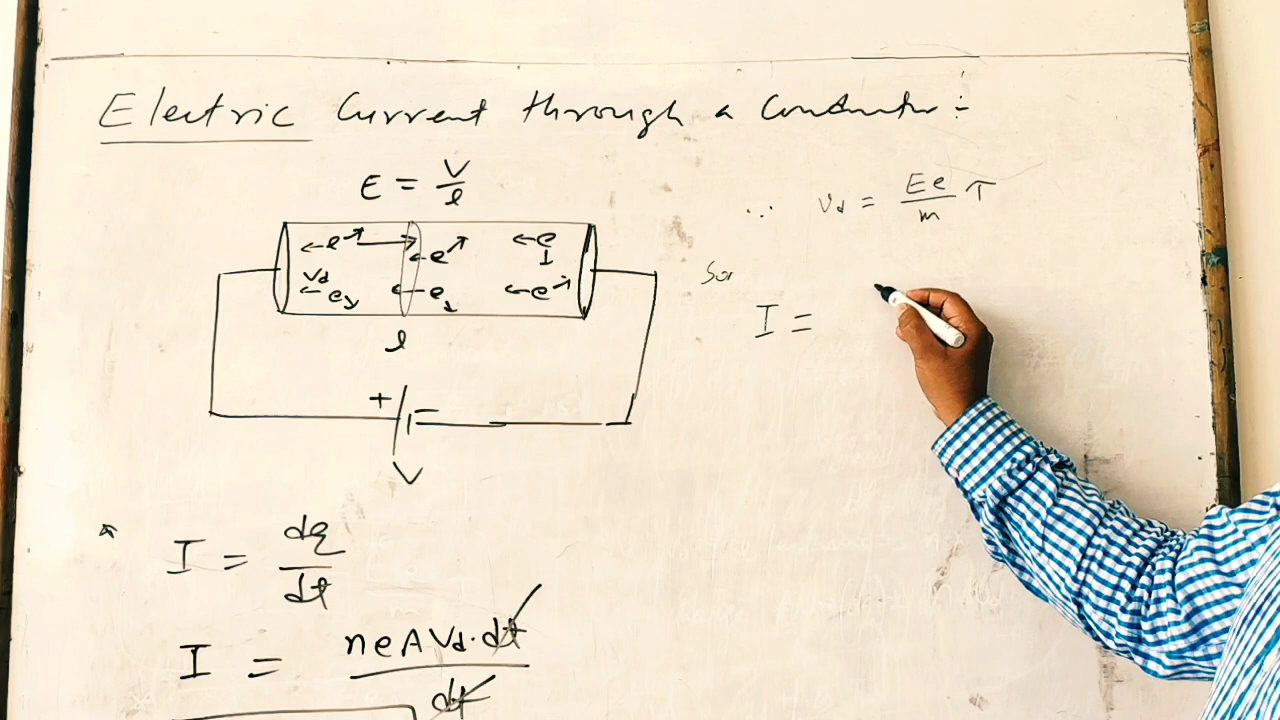 Electric Current through a Conductor :-
E = V/l
←e → ←e ←e
I
Vd
←e ←e ←e
l
+
V
I = dq/dt
I = neAVd.dt/dt
∵ Vd = Ee/m τ
So
I =